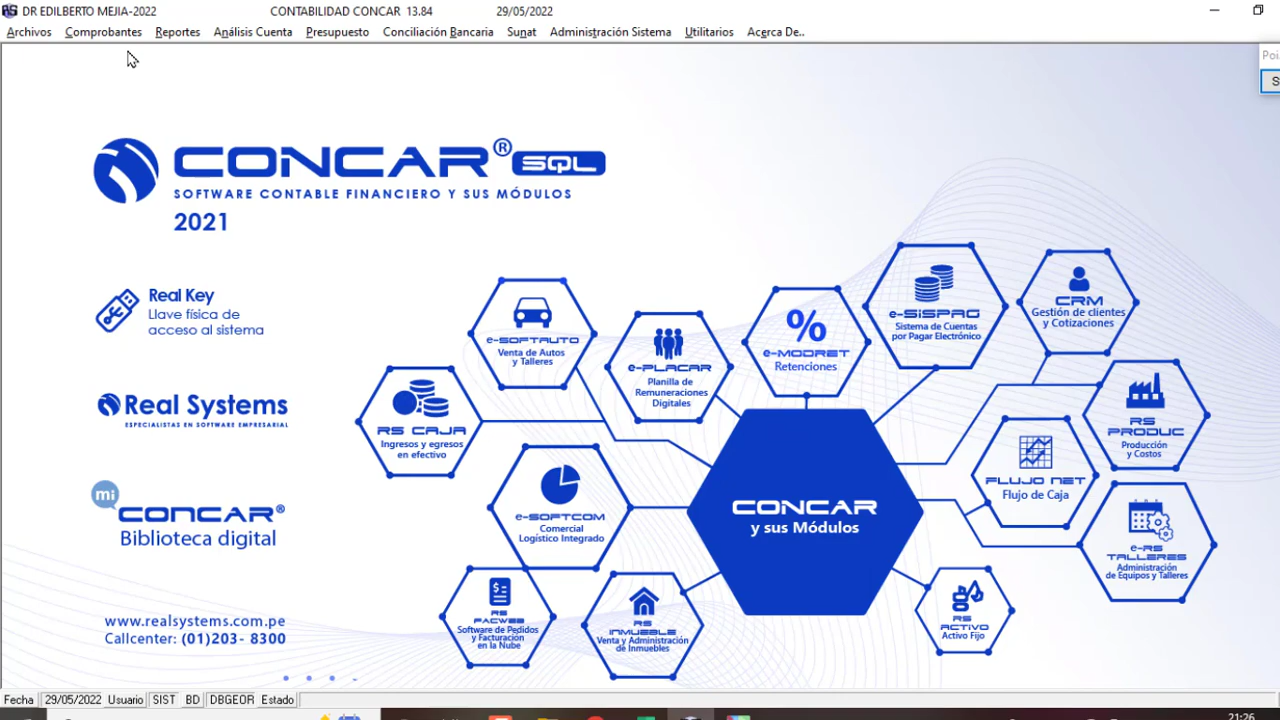 DR EDILBERTO MEJIA-2022 CONTABILIDAD CONCAR 13.84 29/05/2022
Archivos Comprobantes Reportes Análisis Cuenta Presupuesto Conciliación Bancaria Sunat Administración Sistema Utilitarios Acerca De..
CONCAR® SQL
SOFTWARE CONTABLE FINANCIERO Y SUS MÓDULOS
2021
Real Key
Llave física de
acceso al sistema
Real Systems
ESPECIALISTAS EN SOFTWARE EMPRESARIAL
mi
CONCAR®
Biblioteca digital
www.realsystems.com.pe
Callcenter: (01)203- 8300
e-SOFTAUTO
Venta de Autos
y Talleres
e-PLACAR
Planilla de
Remuneraciones
Digitales
%
e-MODRET
Retenciones
e-SISPAG
Sistema de Cuentas
por Pagar Electrónico
CRM
Gestión de clientes
y Cotizaciones
RS CAJA
Ingresos y egresos
en efectivo
RS
PRODUC
Producción
y Costos
FLUJO NET
Flujo de Caja
e-SOFTCOM
Comercial
Logístico Integrado
CONCAR
y sus Módulos
e-RS
TALLERES
Administración
de Equipos y Talleres
RS
FACWEB
Software de Pedidos
y Facturación
en la Nube
RS
INMUEBLE
Venta y Administración
de Inmuebles
RS
ACTIVO
Activo Fijo
Fecha 29/05/2022 Usuario SIST BD DBGEOR Estado
21:26